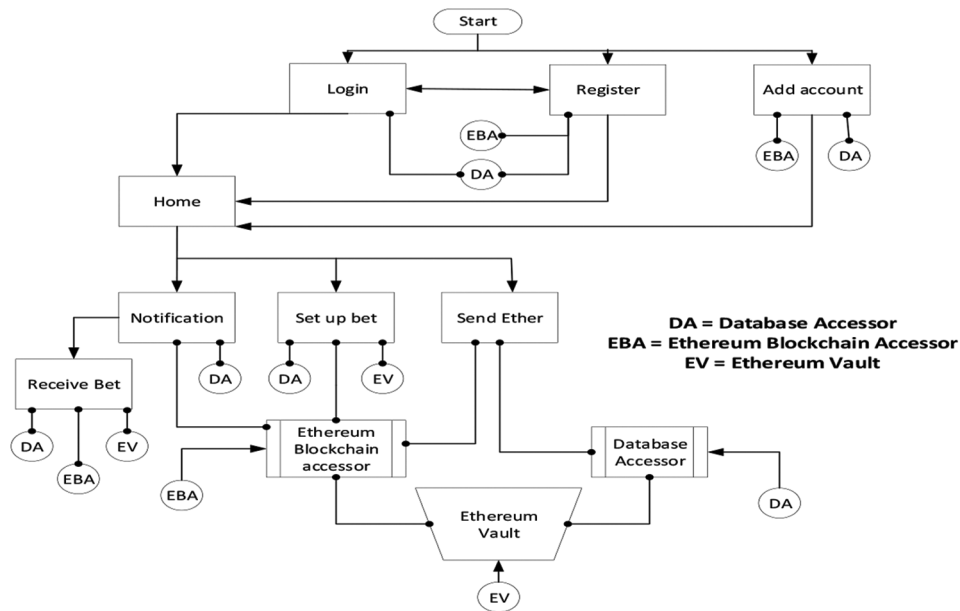 Start
Login
Register
Add account
EBA
DA
EBA
DA
Home
Notification
Set up bet
Send Ether
DA = Database Accessor
EBA = Ethereum Blockchain Accessor
EV = Ethereum Vault
Receive Bet
DA
DA
EV
DA
EBA
EV
Ethereum
Blockchain
accessor
Database
Accessor
EBA
DA
Ethereum
Vault
EV